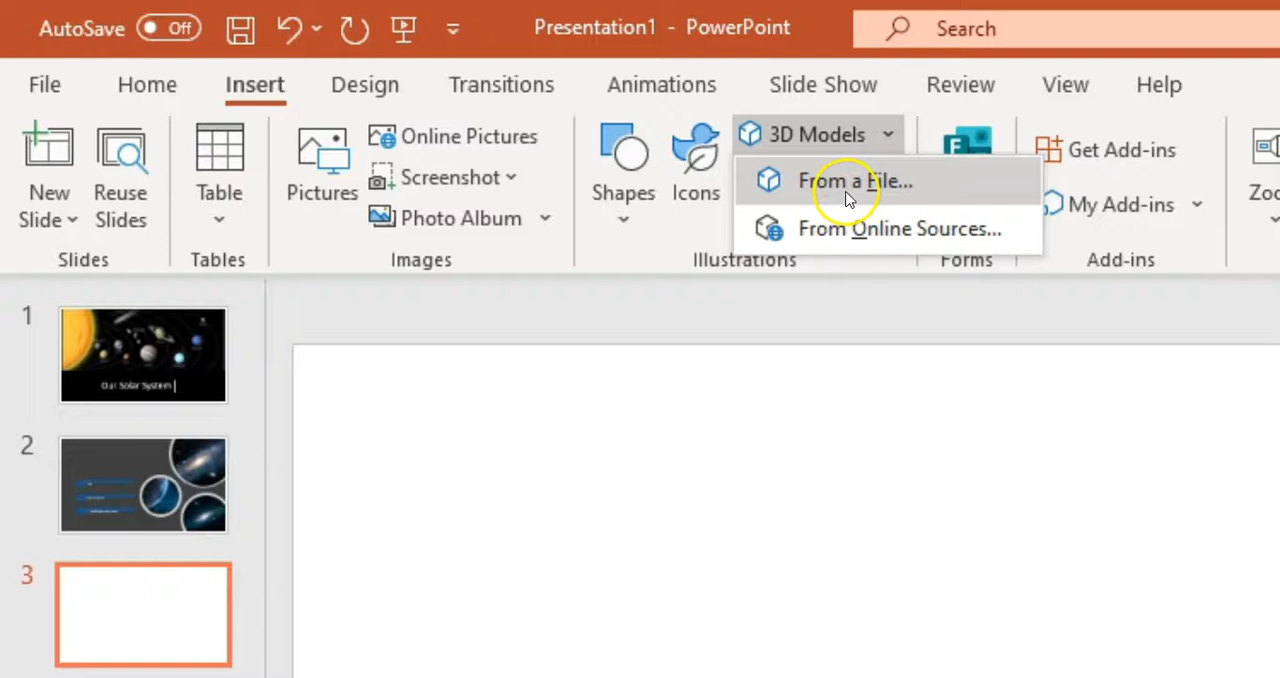 AutoSave Off Presentation1 - PowerPoint Search
File Home Insert Design Transitions Animations Slide Show Review View Help
New Slide
Reuse Slides
Table
Pictures
Online Pictures
Screenshot
Photo Album
Shapes
Icons
3D Models
From a File...
From Online Sources...
Get Add-ins
My Add-ins
Slides Tables Images Illustrations Forms Add-ins
1
Our Solar System
2
3